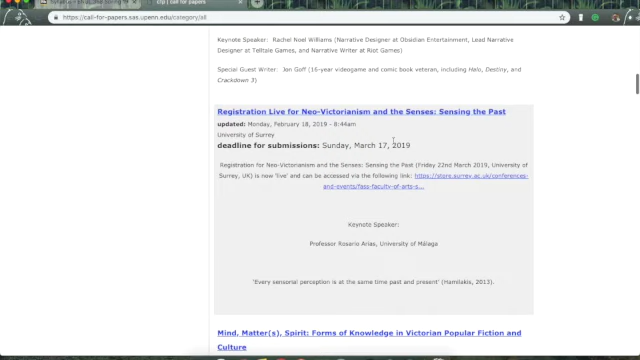 cfp | call for papers
https://call-for-papers.sas.upenn.edu/category/all
Keynote Speaker: Rachel Noel Williams (Narrative Designer at Obsidian Entertainment, Lead Narrative
Designer at Telltale Games, and Narrative Writer at Riot Games)
Special Guest Writer: Jon Goff (16-year videogame and comic book veteran, including Halo, Destiny, and
Crackdown 3)
Registration Live for Neo-Victorianism and the Senses: Sensing the Past
updated: Monday, February 18, 2019 - 8:44am
University of Surrey
deadline for submissions: Sunday, March 17, 2019
Registration for Neo-Victorianism and the Senses: Sensing the Past (Friday 22nd March 2019, University of
Surrey, UK) is now 'live' and can be accessed via the following link: https://store.surrey.ac.uk/conferences-
and-events/fass-faculty-of-arts-s...
Keynote Speaker:
Professor Rosario Arias, University of Málaga
'Every sensorial perception is at the same time past and present' (Hamilakis, 2013).
Mind, Matter(s), Spirit: Forms of Knowledge in Victorian Popular Fiction and
Culture